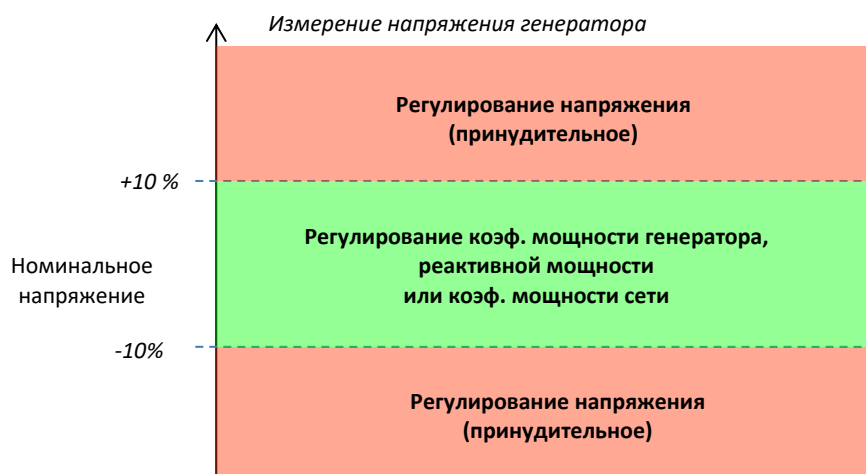 Измерение напряжения генератора
Регулирование напряжения
(принудительное)
+10 %
Регулирование коэф. мощности генератора,
реактивной мощности
или коэф. мощности сети
Номинальное
напряжение
-10%
Регулирование напряжения
(принудительное)